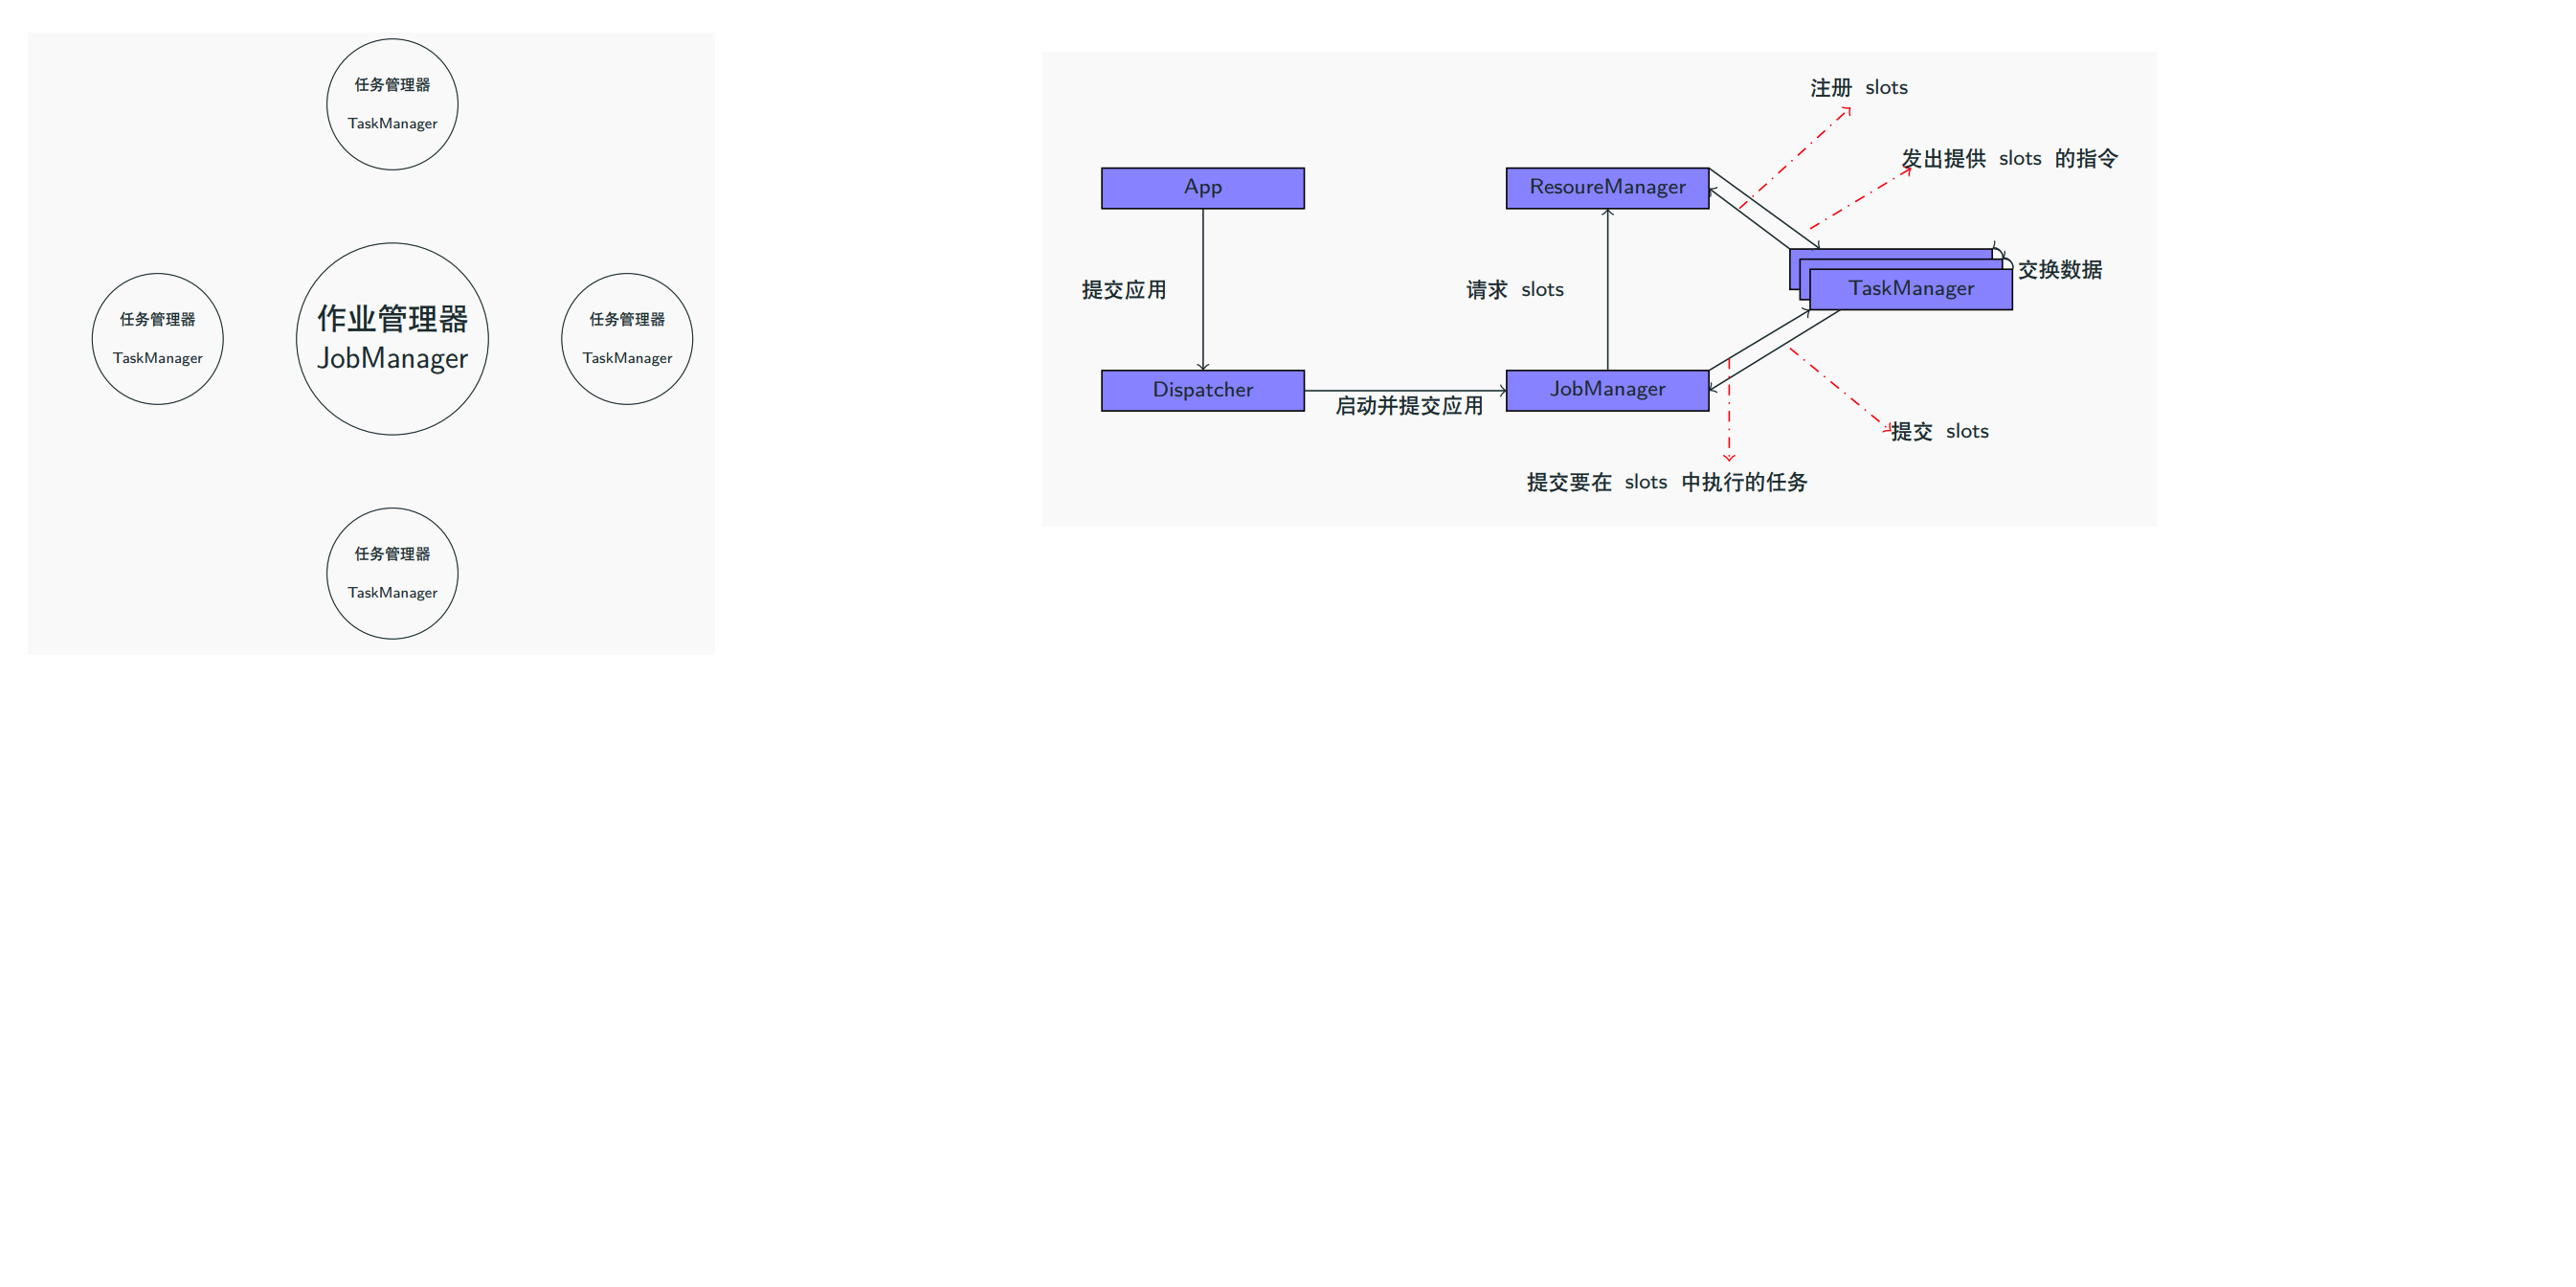 任务管理器
TaskManager
任务管理器
TaskManager
作业管理器
JobManager
任务管理器
TaskManager
任务管理器
TaskManager
注册 slots
发出提供 slots 的指令
App
ResoureManager
交换数据
TaskManager
提交应用
请求 slots
Dispatcher
JobManager
启动并提交应用
提交 slots
提交要在 slots 中执行的任务